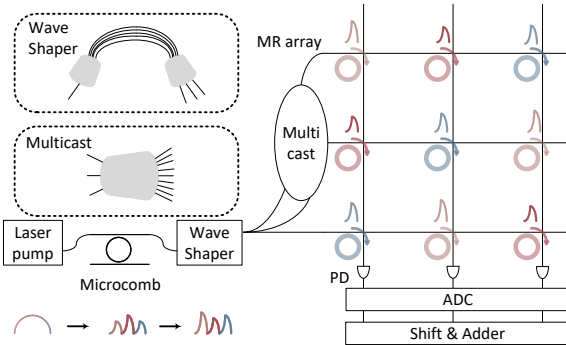 Wave
Shaper
MR array
Multi
cast
Multicast
Laser
pump
Wave
Shaper
Microcomb
PD
ADC
Shift & Adder